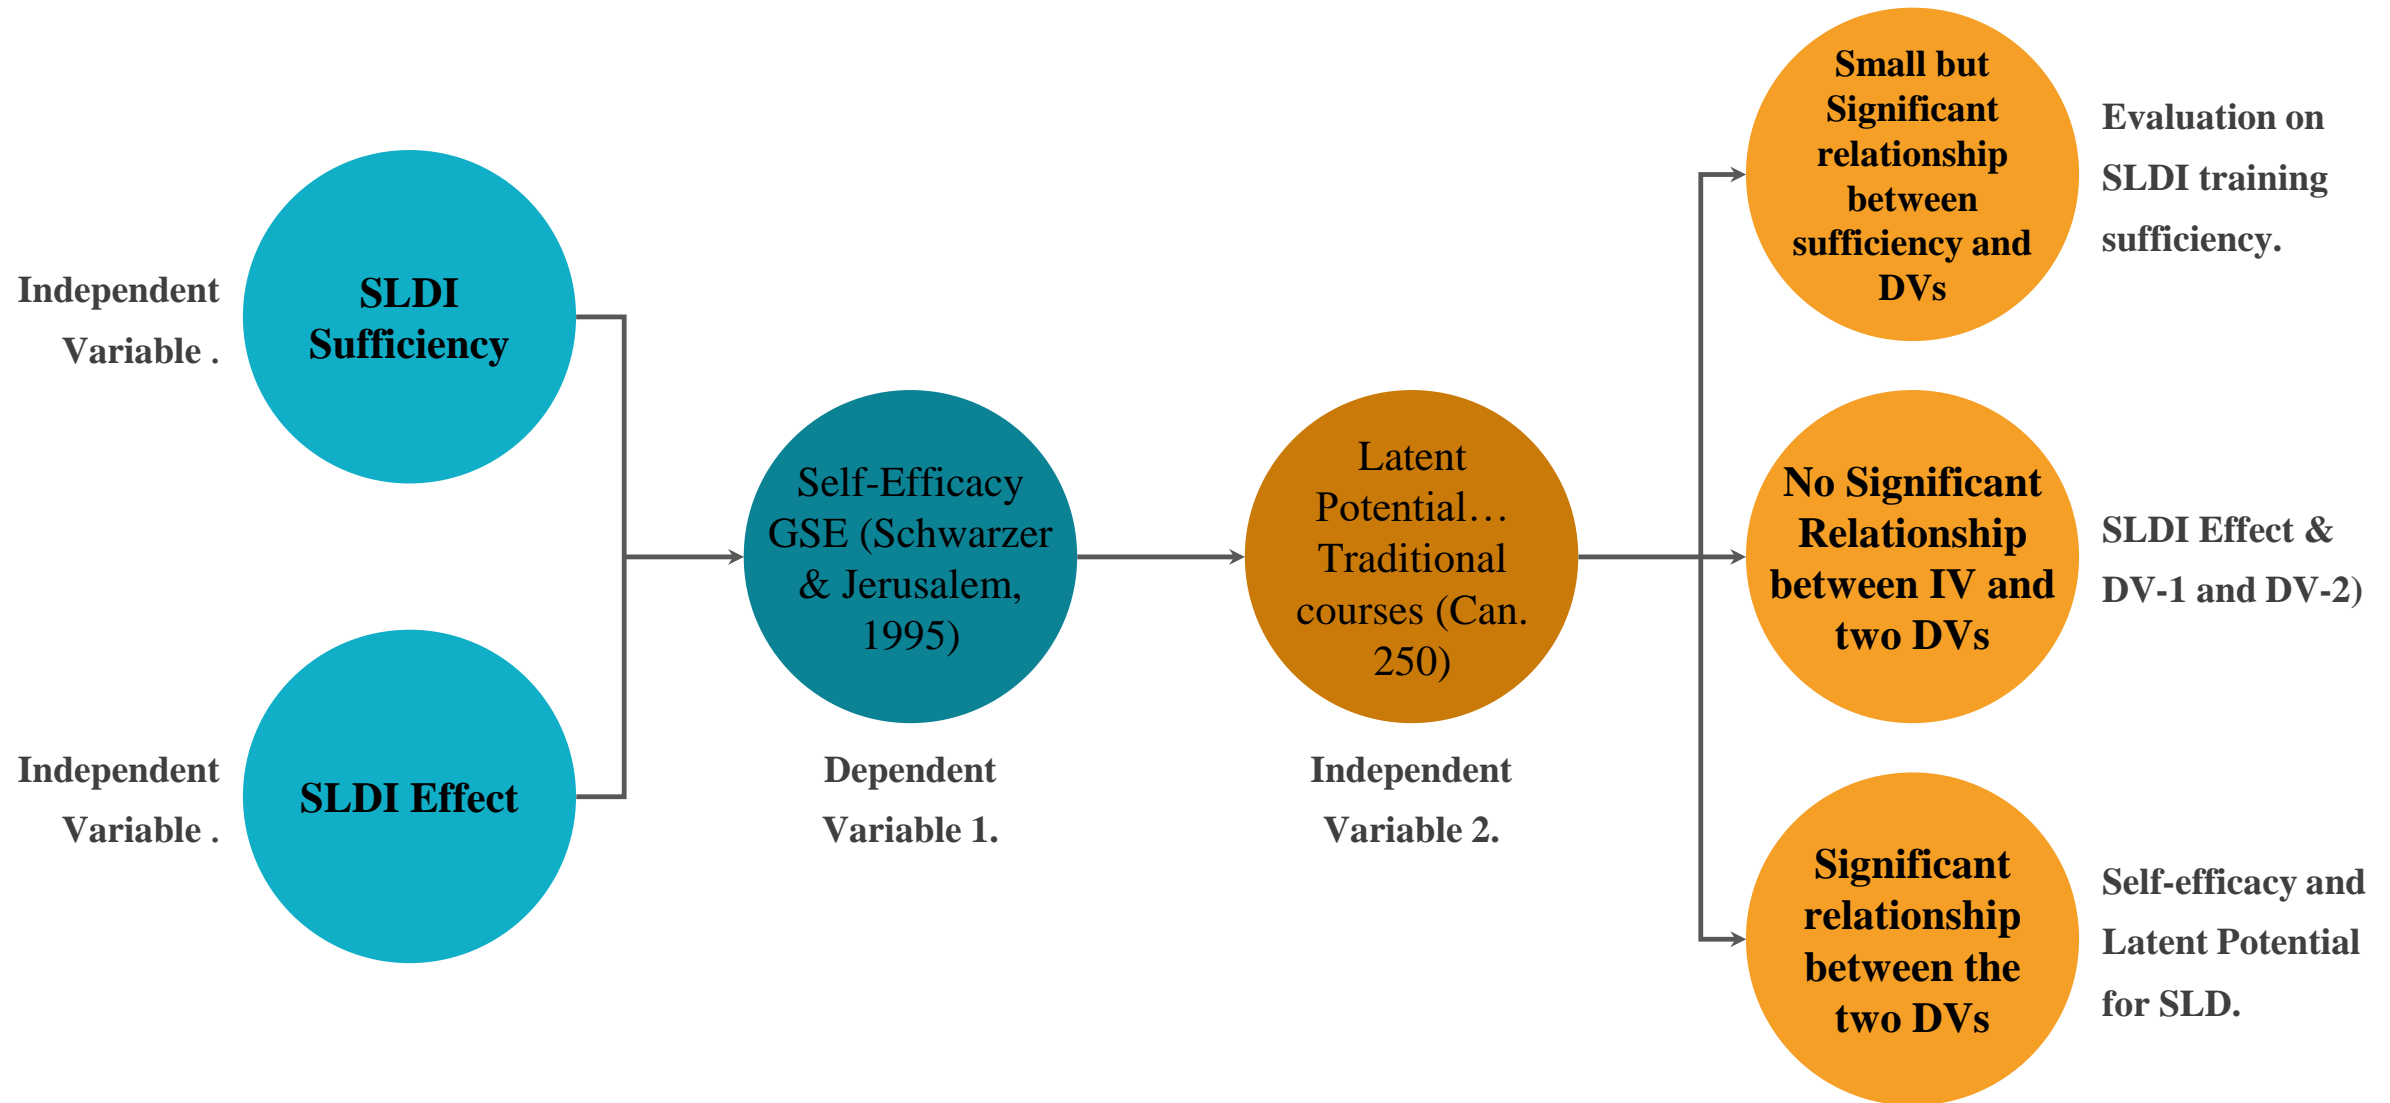 Independent
Variable .
SLDI
Sufficiency
Independent
Variable .
SLDI Effect
Self-Efficacy
GSE (Schwarzer
& Jerusalem,
1995)
Dependent
Variable 1.
Latent
Potential…
Traditional
courses (Can.
250)
Independent
Variable 2.
Small but
Significant
relationship
between
sufficiency and
DVs
Evaluation on
SLDI training
sufficiency.
No Significant
Relationship
between IV and
two DVs
SLDI Effect &
DV-1 and DV-2)
Significant
relationship
between the
two DVs
Self-efficacy and
Latent Potential
for SLD.